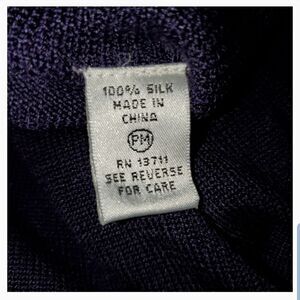 100% SILK
MADE IN
CHINA
PM
RN 13711
SEE REVERSE
FOR CARE